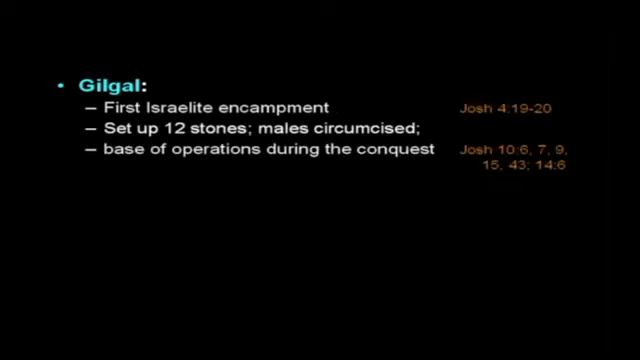 • Gilgal:
– First Israelite encampment Josh 4:19-20
– Set up 12 stones; males circumcised;
– base of operations during the conquest Josh 10:6, 7, 9,
15, 43; 14:6